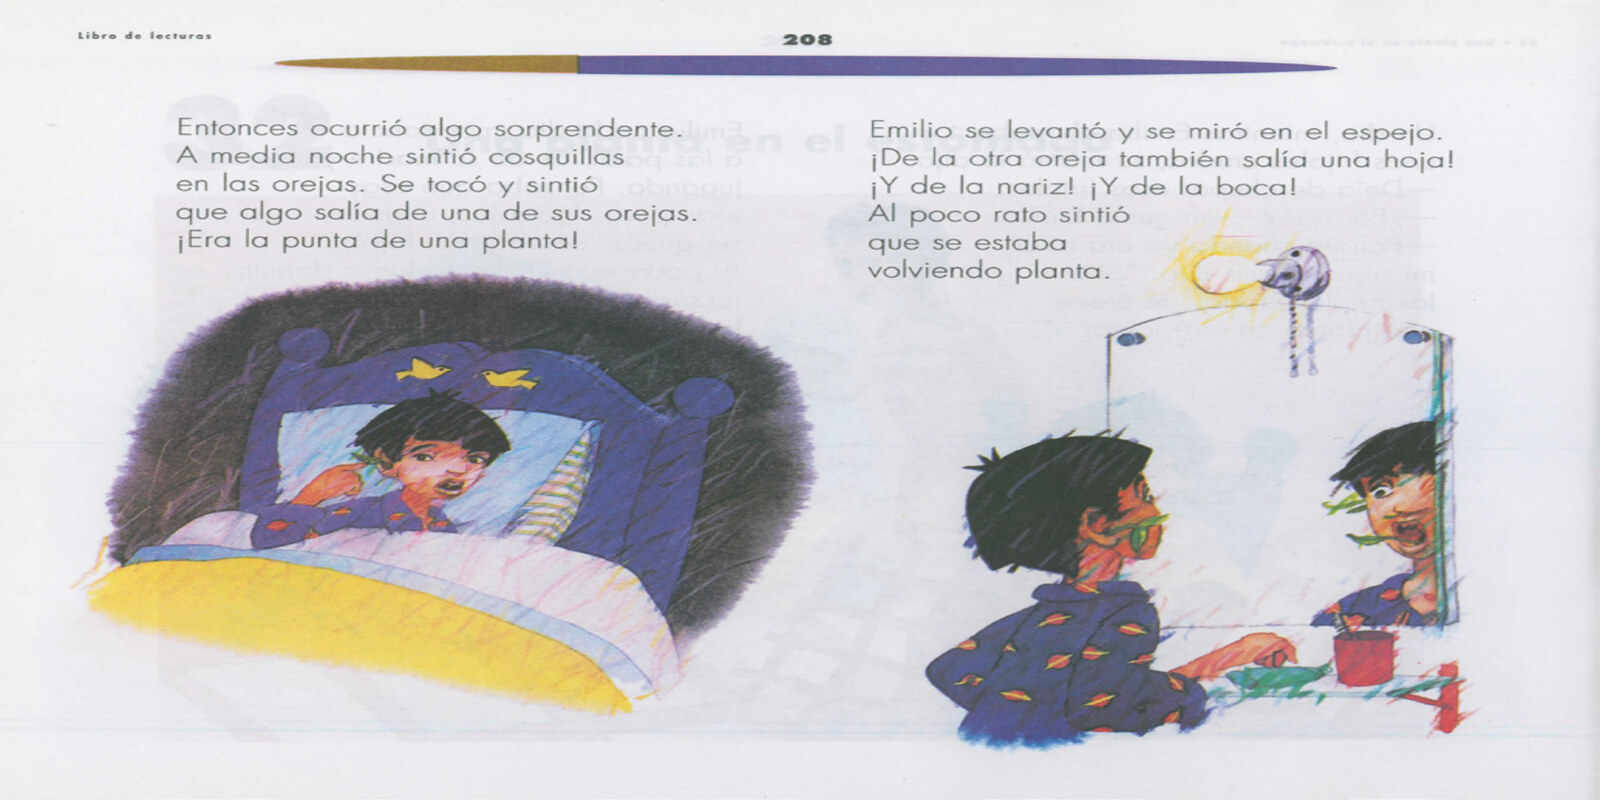 Libro de lecturas
208
Entonces ocurrió algo sorprendente.
A media noche sintió cosquillas
en las orejas. Se tocó y sintió
que algo salía de una de sus orejas.
¡Era la punta de una planta!
Emilio se levantó y se miró en el espejo.
¡De la otra oreja también salía una hoja!
¡Y de la nariz! ¡Y de la boca!
Al poco rato sintió
que se estaba
volviendo planta.